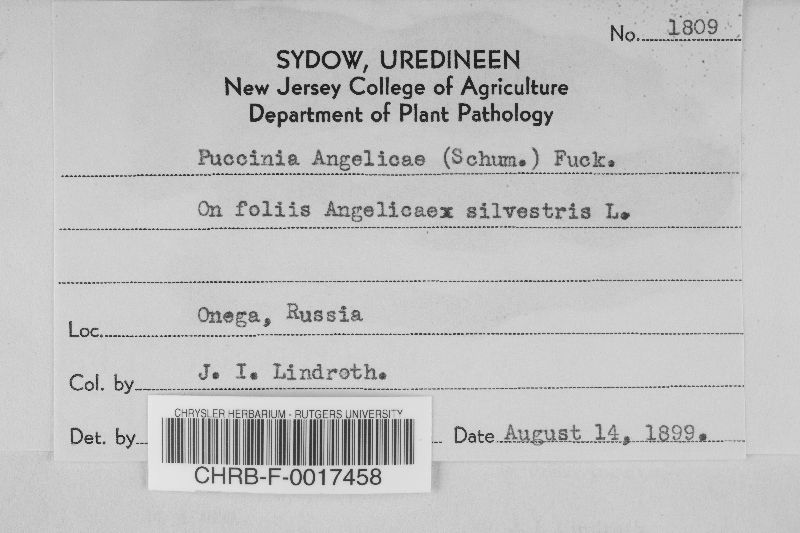 No. 1809
SYDOW, UREDINEEN
New Jersey College of Agriculture
Department of Plant Pathology
Puccinia Angelicae (Schum.) Fuck.
On foliis Angelicaex silvestris L.
Loc. Onega, Russia
Col. by J. I. Lindroth.
Det. by
Date August 14, 1899.
CHRYSLER HERBARIUM - RUTGERS UNIVERSITY
CHRB-F-0017458